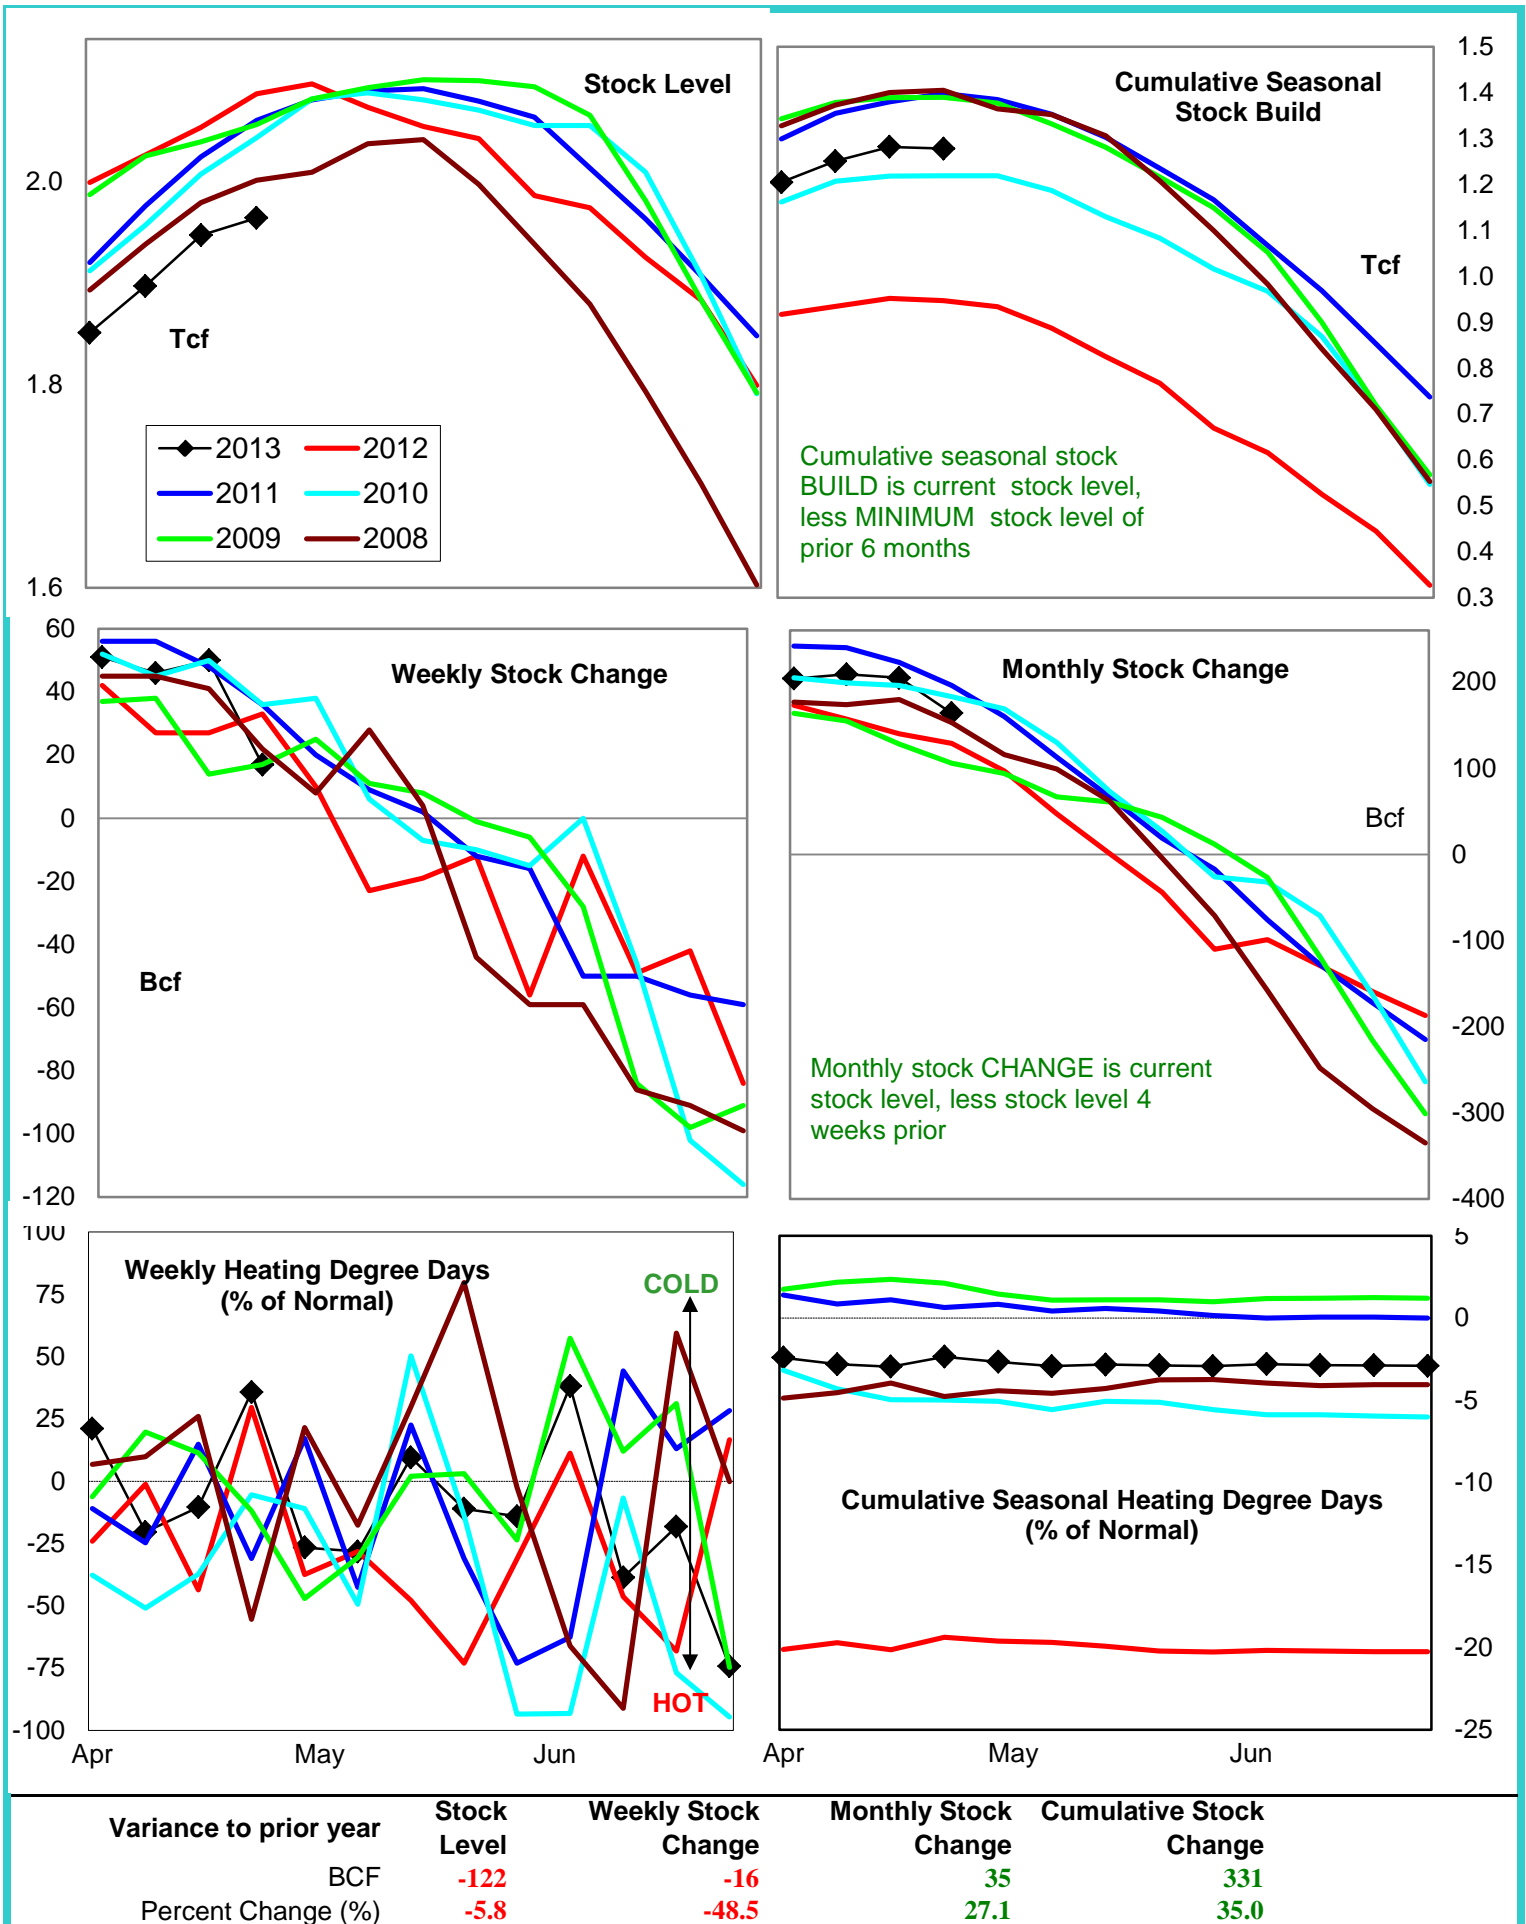 Stock Level
2.0
1.8
1.6
Tcf
2013
2012
2011
2010
2009
2008
Cumulative Seasonal
Stock Build
1.5
1.4
1.3
1.2
1.1
1.0
0.9
0.8
0.7
0.6
0.5
0.4
0.3
Tcf
Cumulative seasonal stock
BUILD is current stock level,
less MINIMUM stock level of
prior 6 months
60
40
20
0
-20
-40
-60
-80
-100
-120
Weekly Stock Change
Bcf
Monthly Stock Change
200
100
0
-100
-200
-300
-400
Bcf
Monthly stock CHANGE is current
stock level, less stock level 4
weeks prior
100
75
50
25
0
-25
-50
-75
-100
Weekly Heating Degree Days
(% of Normal)
COLD
HOT
Apr
May
Jun
5
0
-5
-10
-15
-20
-25
Cumulative Seasonal Heating Degree Days
(% of Normal)
Apr
May
Jun
Variance to prior year
Stock
Level
Weekly Stock
Change
Monthly Stock
Change
Cumulative Stock
Change
BCF -122 -16 35 331
Percent Change (%) -5.8 -48.5 27.1 35.0